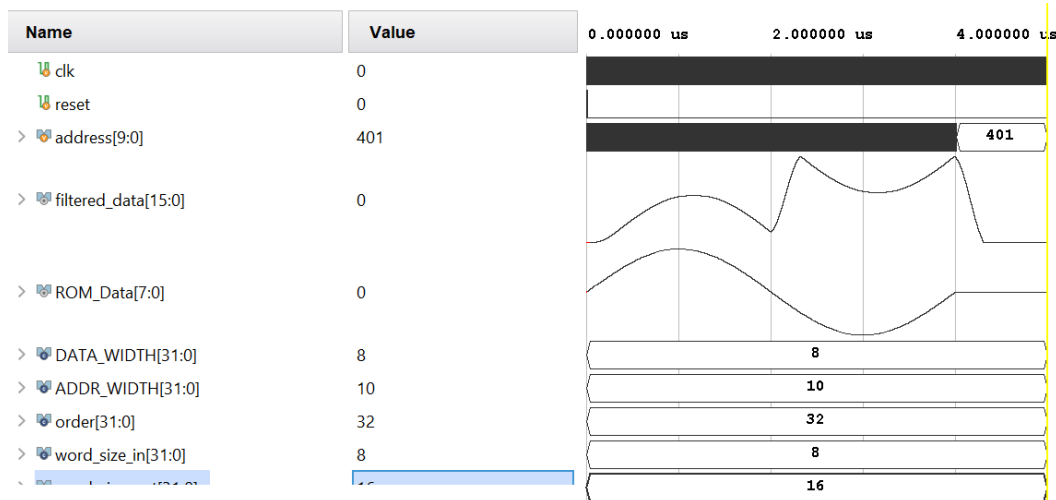 Name Value 0.000000 us 2.000000 us 4.000000 us
clk 0
reset 0
address[9:0] 401 401
filtered_data[15:0] 0
ROM_Data[7:0] 0
DATA_WIDTH[31:0] 8 8
ADDR_WIDTH[31:0] 10 10
order[31:0] 32 32
word_size_in[31:0] 8 8
16